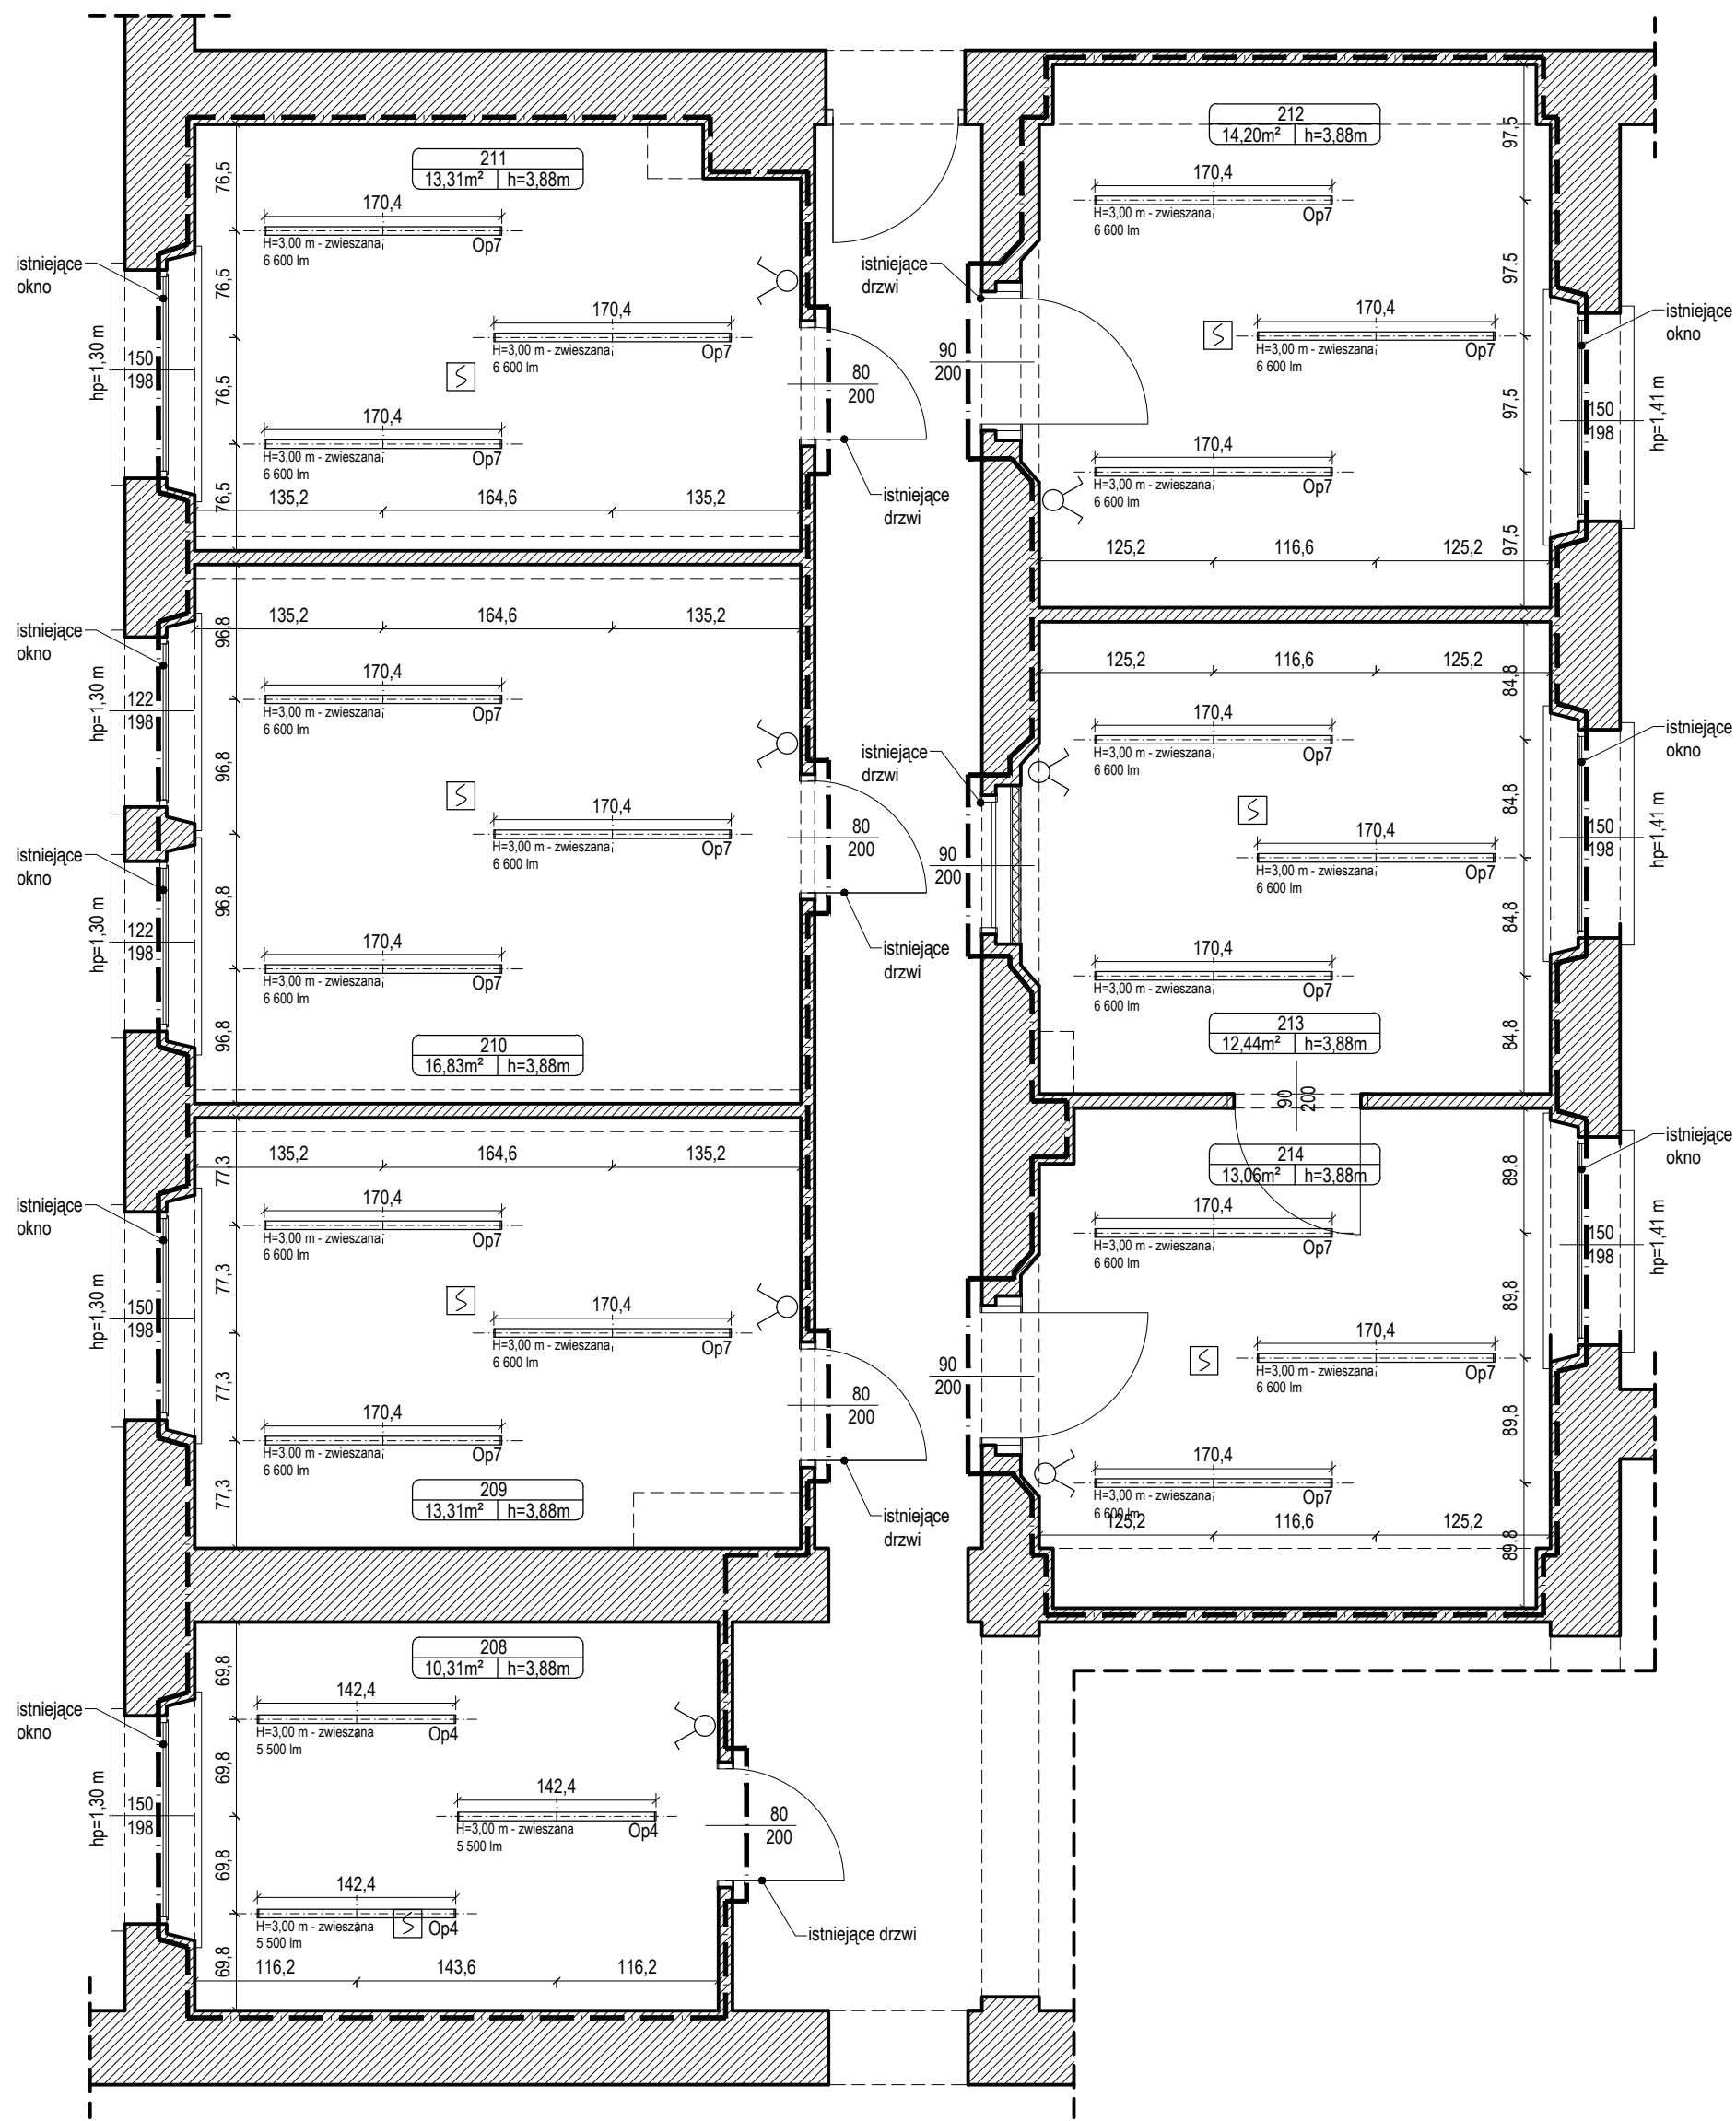 211
13,31m² h=3,88m
76,5
76,5
76,5
76,5
170,4
H=3,00 m - zwieszana
6 600 lm
Op7
170,4
H=3,00 m - zwieszana
6 600 lm
Op7
170,4
H=3,00 m - zwieszana
6 600 lm
Op7
S
135,2 164,6 135,2
istniejące
okno
hp=1,30 m
150
198
80
200
istniejące
drzwi
istniejące
drzwi
90
200
212
14,20m² h=3,88m
97,5
97,5
97,5
97,5
170,4
H=3,00 m - zwieszana
6 600 lm
Op7
170,4
H=3,00 m - zwieszana
6 600 lm
Op7
170,4
H=3,00 m - zwieszana
6 600 lm
Op7
S
125,2 116,6 125,2
istniejące
okno
150
198
hp=1,41 m
istniejące
okno
hp=1,30 m
122
198
istniejące
okno
hp=1,30 m
122
198
135,2 164,6 135,2
96,8
96,8
96,8
96,8
170,4
H=3,00 m - zwieszana
6 600 lm
Op7
170,4
H=3,00 m - zwieszana
6 600 lm
Op7
170,4
H=3,00 m - zwieszana
6 600 lm
Op7
S
210
16,83m² h=3,88m
80
200
istniejące
drzwi
istniejące
drzwi
90
200
125,2 116,6 125,2
84,8
84,8
84,8
84,8
170,4
H=3,00 m - zwieszana
6 600 lm
Op7
170,4
H=3,00 m - zwieszana
6 600 lm
Op7
170,4
H=3,00 m - zwieszana
6 600 lm
Op7
S
213
12,44m² h=3,88m
istniejące
okno
150
198
hp=1,41 m
90
200
135,2 164,6 135,2
77,3
77,3
77,3
77,3
170,4
H=3,00 m - zwieszana
6 600 lm
Op7
170,4
H=3,00 m - zwieszana
6 600 lm
Op7
170,4
H=3,00 m - zwieszana
6 600 lm
Op7
S
209
13,31m² h=3,88m
istniejące
okno
hp=1,30 m
150
198
80
200
istniejące
drzwi
90
200
214
13,06m² h=3,88m
89,8
89,8
89,8
89,8
170,4
H=3,00 m - zwieszana
6 600 lm
Op7
170,4
H=3,00 m - zwieszana
6 600 lm
Op7
170,4
H=3,00 m - zwieszana
6 600 lm
Op7
S
125,2 116,6 125,2
istniejące
okno
150
198
hp=1,41 m
208
10,31m² h=3,88m
69,8
69,8
69,8
69,8
142,4
H=3,00 m - zwieszana
5 500 lm
Op4
142,4
H=3,00 m - zwieszana
5 500 lm
Op4
142,4
H=3,00 m - zwieszana
5 500 lm
Op4
S
116,2 143,6 116,2
istniejące
okno
hp=1,30 m
150
198
80
200
istniejące drzwi